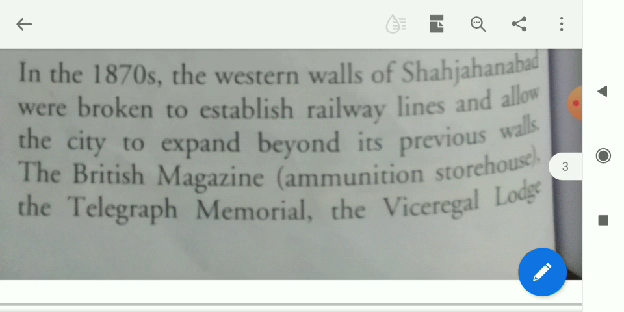 In the 1870s, the western walls of Shahjahanabad
were broken to establish railway lines and allow
the city to expand beyond its previous walls.
The British Magazine (ammunition storehouse),
the Telegraph Memorial, the Viceregal Lodge
3